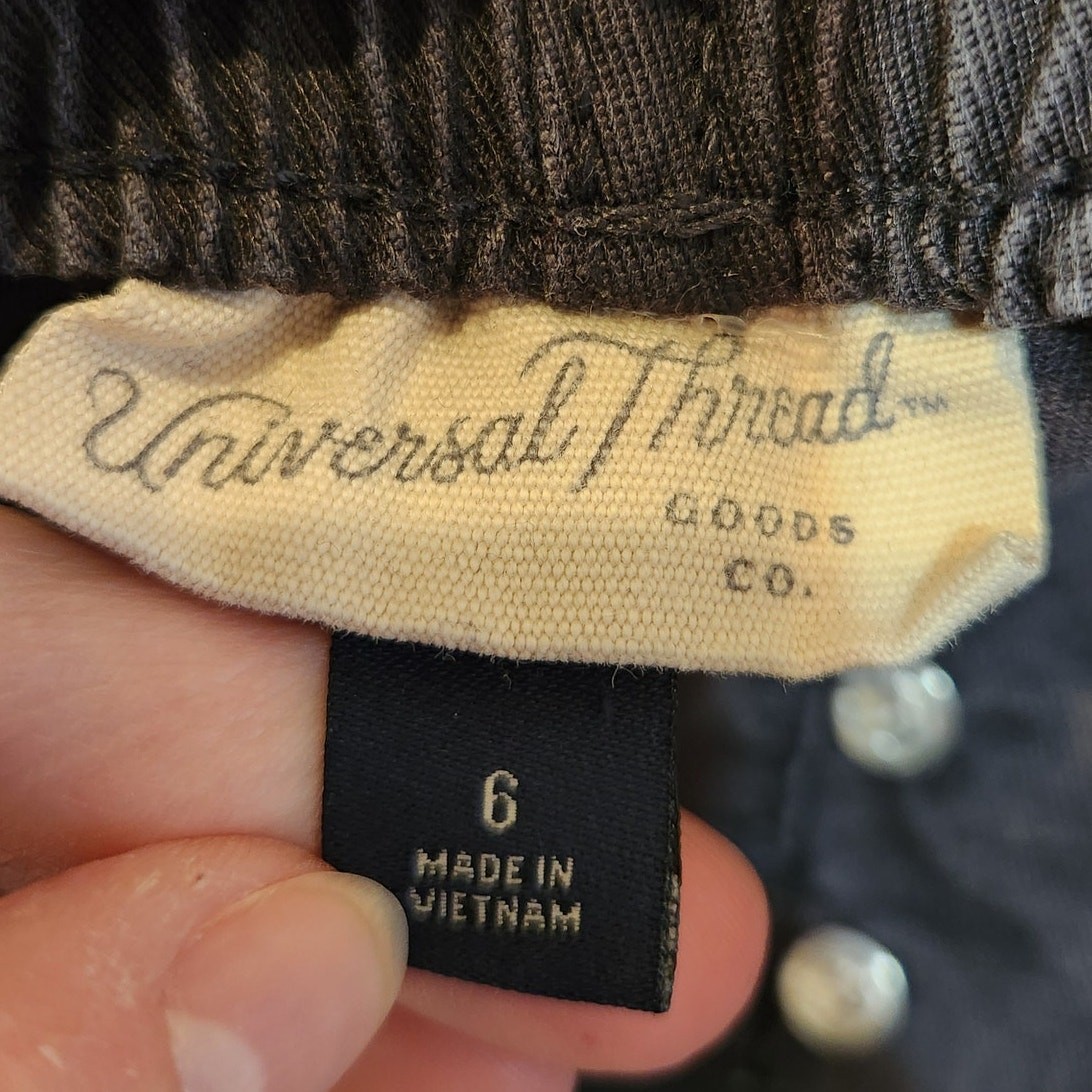 Universal Thread™
GOODS
CO.
6
MADE IN
VIETNAM